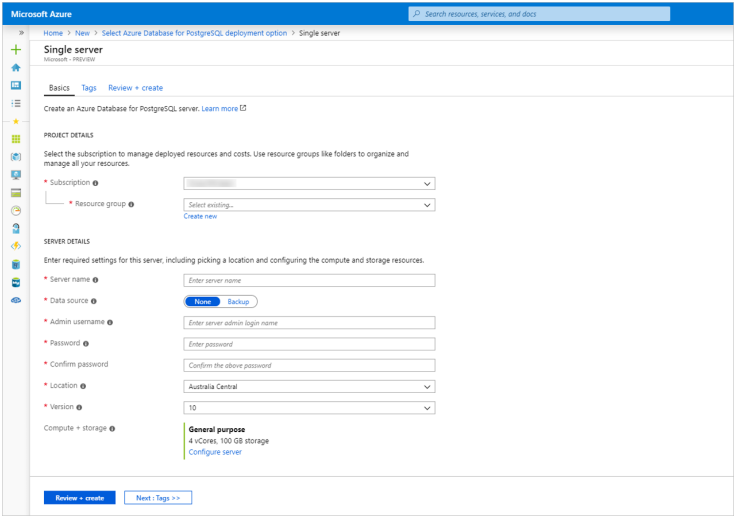 Microsoft Azure
Search resources, services, and docs
Home > New > Select Azure Database for PostgreSQL deployment option > Single server
Single server
Microsoft - PREVIEW
Basics Tags Review + create
Create an Azure Database for PostgreSQL server. Learn more
PROJECT DETAILS
Select the subscription to manage deployed resources and costs. Use resource groups like folders to organize and
manage all your resources.
* Subscription
* Resource group Select existing...
Create new
SERVER DETAILS
Enter required settings for this server, including picking a location and configuring the compute and storage resources.
* Server name Enter server name
* Data source None Backup
* Admin username Enter server admin login name
* Password Enter password
* Confirm password Confirm the above password
* Location Australia Central
* Version 10
Compute + storage General purpose
4 vCores, 100 GB storage
Configure server
Review + create Next : Tags >>